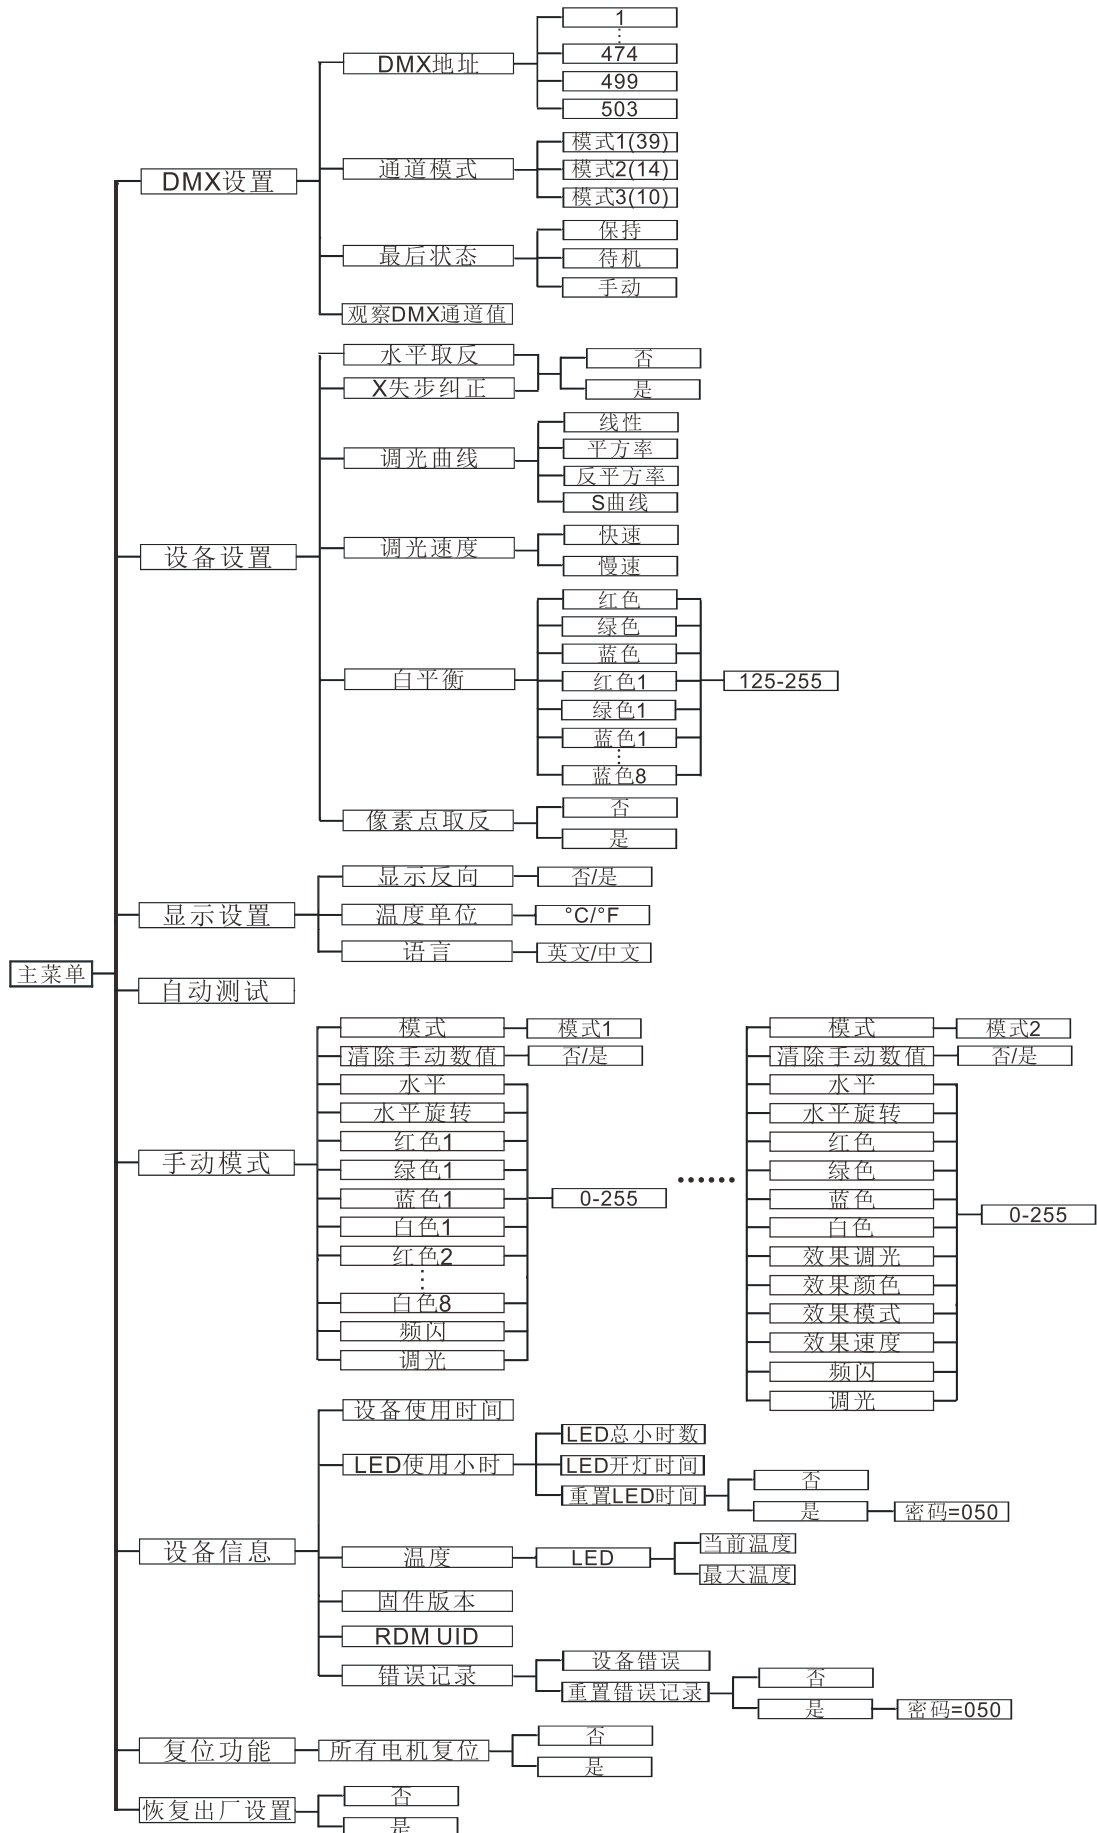 主菜单
DMX设置
DMX地址
1
474
499
503
通道模式
模式1(39)
模式2(14)
模式3(10)
最后状态
保持
待机
手动
观察DMX通道值
设备设置
水平取反
X失步纠正
否
是
调光曲线
线性
平方率
反平方率
S曲线
调光速度
快速
慢速
白平衡
红色
绿色
蓝色
红色1
绿色1
蓝色1
蓝色8
125-255
像素点取反
否
是
显示设置
显示反向
否/是
温度单位
°C/°F
语言
英文/中文
自动测试
手动模式
模式
模式1
清除手动数值
否/是
水平
水平旋转
红色1
绿色1
蓝色1
白色1
红色2
白色8
频闪
调光
0-255
······
模式
模式2
清除手动数值
否/是
水平
水平旋转
红色
绿色
蓝色
白色
效果调光
效果颜色
效果模式
效果速度
频闪
调光
0-255
设备信息
设备使用时间
LED使用小时
LED总小时数
LED开灯时间
重置LED时间
否
是
密码=050
温度
LED
当前温度
最大温度
固件版本
RDM UID
错误记录
设备错误
重置错误记录
否
是
密码=050
复位功能
所有电机复位
否
是
恢复出厂设置
否
是